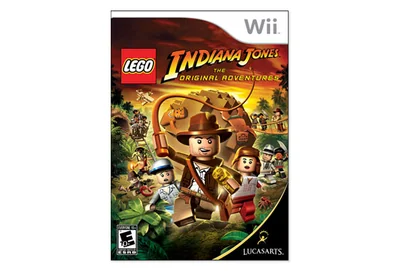 Wii
LEGO
INDIANA JONES
THE
ORIGINAL ADVENTURES
E
LUCASARTS